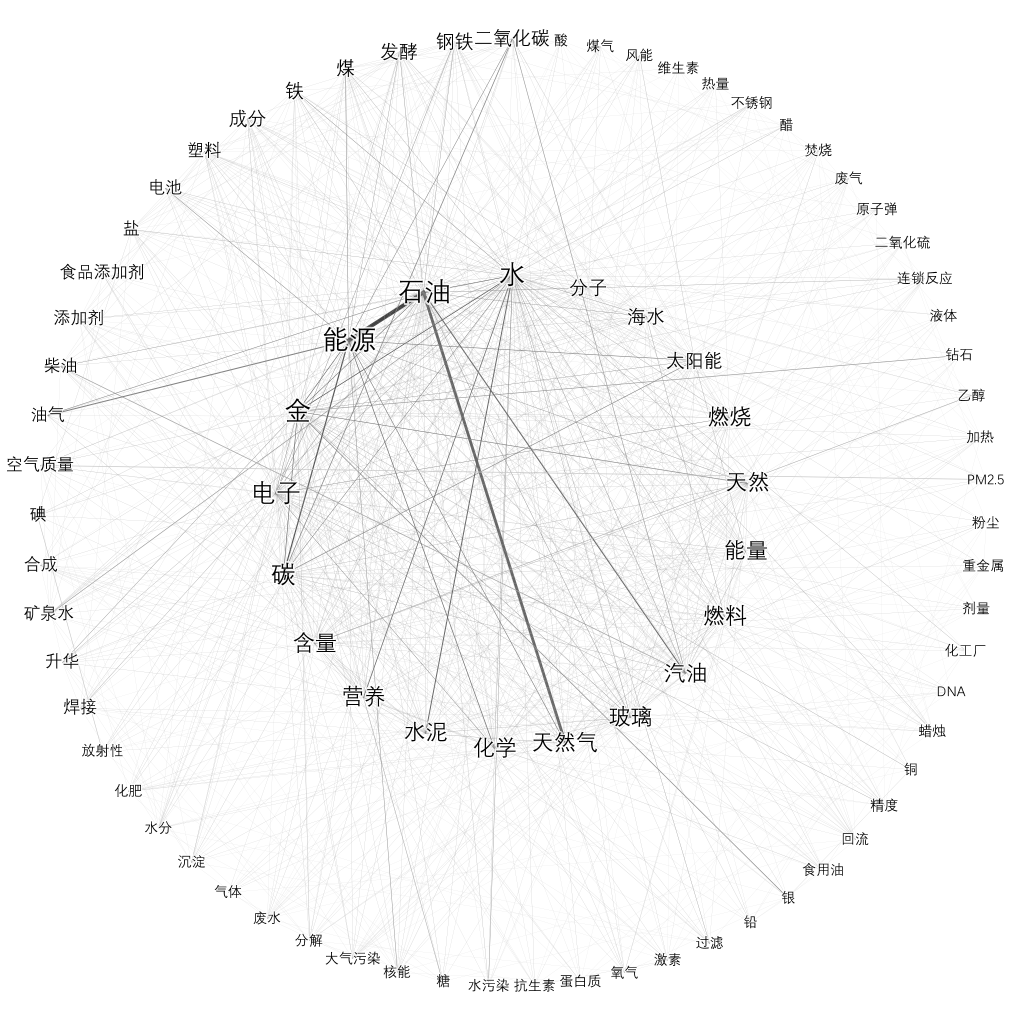 二氧化碳
酸
煤气
风能
维生素
热量
不锈钢
醋
焚烧
废气
原子弹
二氧化硫
连锁反应
液体
钻石
乙醇
加热
PM2.5
粉尘
重金属
剂量
化工厂
DNA
蜡烛
铜
精度
回流
食用油
银
铅
过滤
激素
氧气
蛋白质
抗生素
水污染
糖
核能
大气污染
分解
废水
气体
沉淀
水分
化肥
放射性
焊接
升华
矿泉水
合成
碘
空气质量
油气
柴油
添加剂
食品添加剂
盐
电池
塑料
成分
铁
煤
发酵
钢铁
水
分子
海水
太阳能
燃烧
天然
能量
燃料
汽油
玻璃
天然气
化学
水泥
营养
含量
碳
电子
金
能源
石油